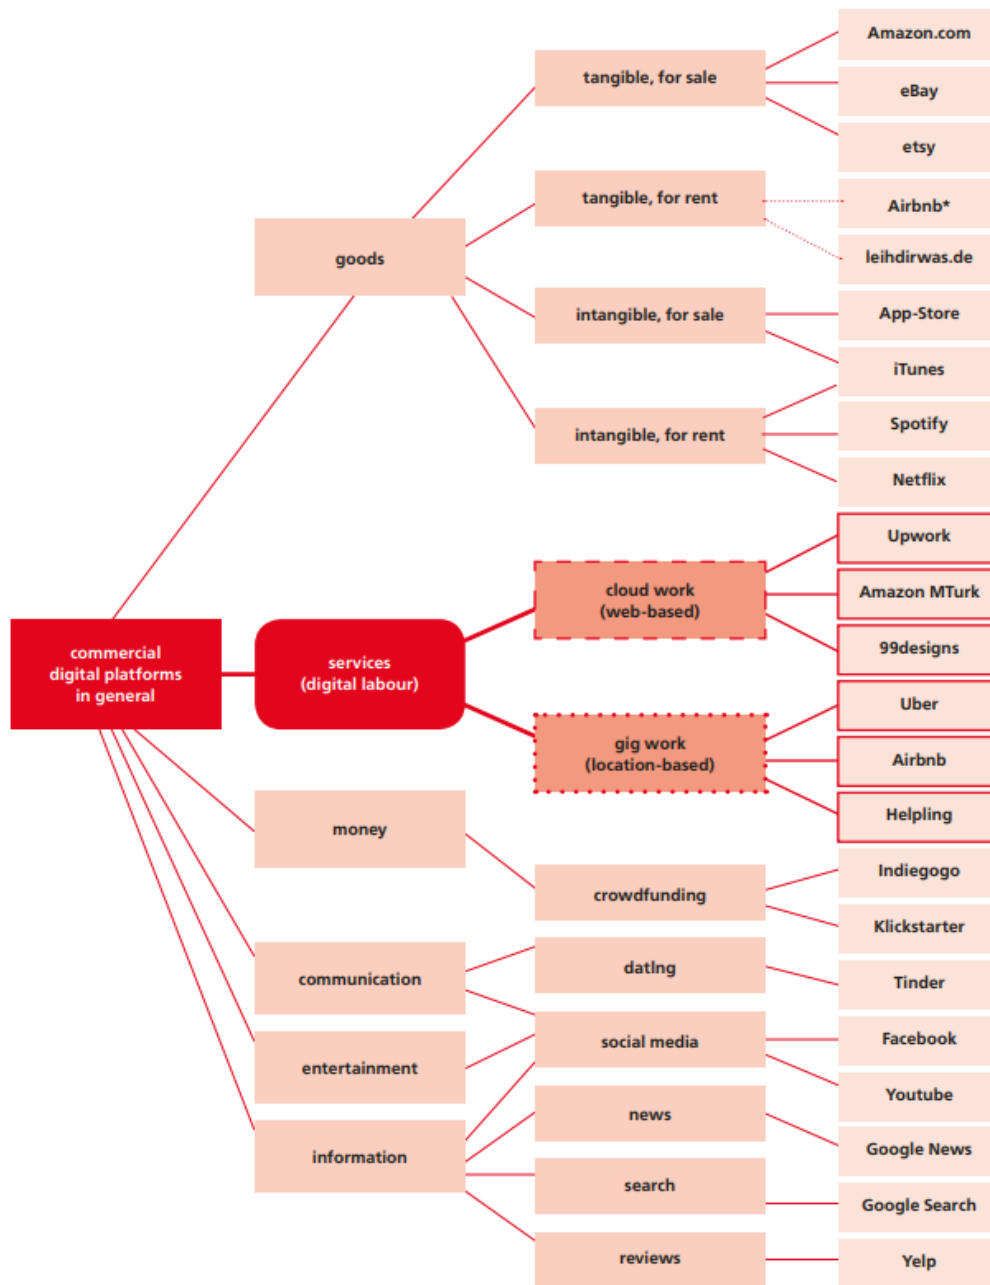 commercial
digital platforms
in general
goods
services
(digital labour)
money
communication
entertainment
information
tangible, for sale
tangible, for rent
intangible, for sale
intangible, for rent
cloud work
(web-based)
gig work
(location-based)
crowdfunding
datIng
social media
news
search
reviews
Amazon.com
eBay
etsy
Airbnb*
leihdirwas.de
App-Store
iTunes
Spotify
Netflix
Upwork
Amazon MTurk
99designs
Uber
Airbnb
Helpling
Indiegogo
Klickstarter
Tinder
Facebook
Youtube
Google News
Google Search
Yelp